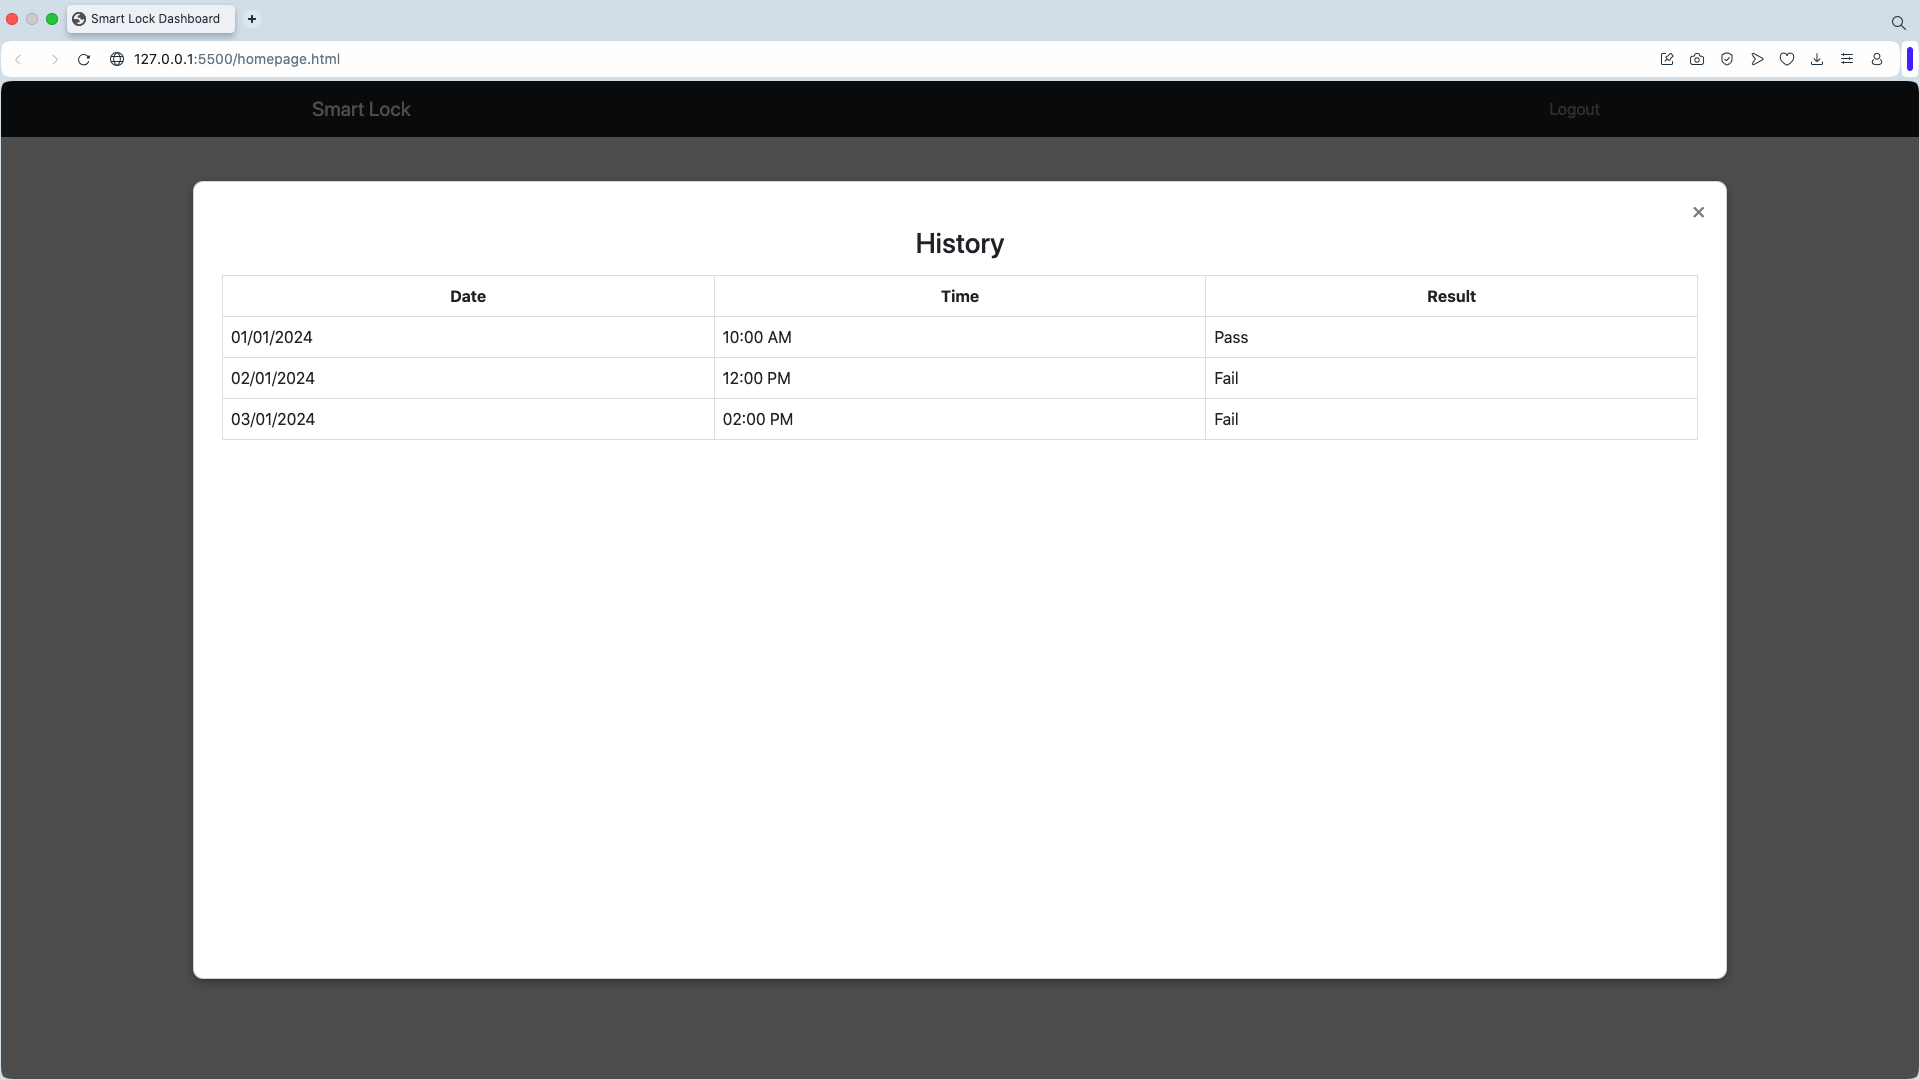 Smart Lock Dashboard
127.0.0.1:5500/homepage.html
Smart Lock Logout
×
History
Date Time Result
01/01/2024 10:00 AM Pass
02/01/2024 12:00 PM Fail
03/01/2024 02:00 PM Fail